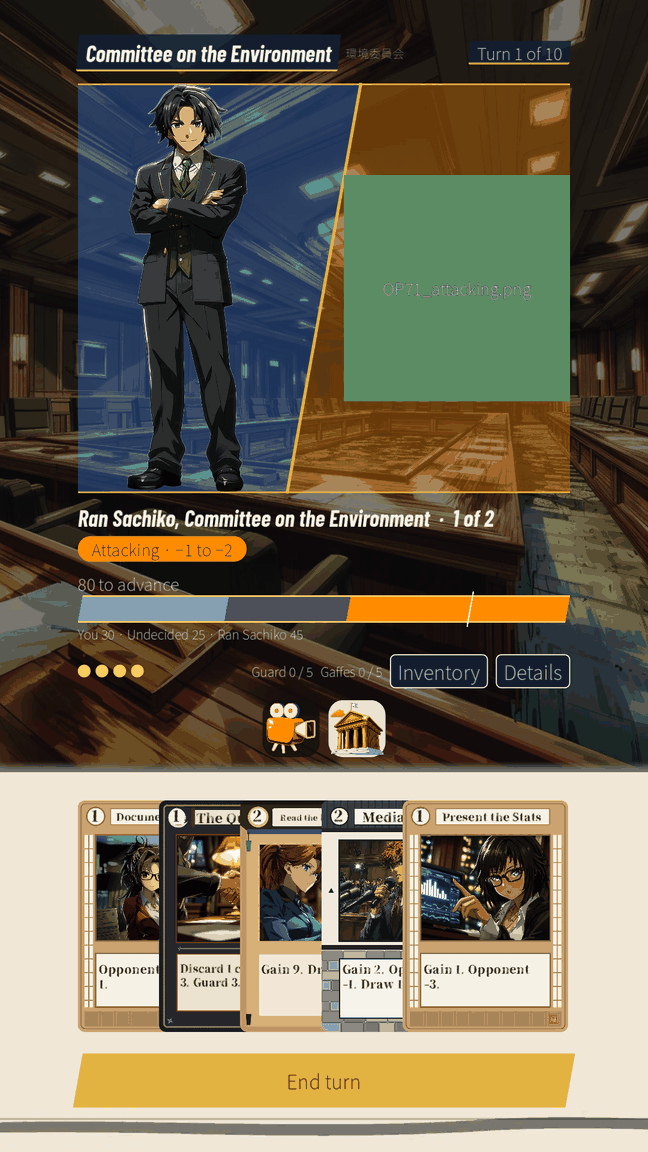 Committee on the Environment
環境委員会
Turn 1 of 10
OP71_attacking.png
Ran Sachiko, Committee on the Environment · 1 of 2
Attacking · −1 to −2
80 to advance
You 30 · Undecided 25 · Ran Sachiko 45
Guard 0 / 5 Gaffes 0 / 5
Inventory
Details
1
1
The
2
Read the
2
Media
1 Present the Stats
Opponent
1.
Discard 1
3. Guard 3.
Gain 9.
Gain 2.
-1. Draw 1
Gain 1. Opponent
-3.
End turn